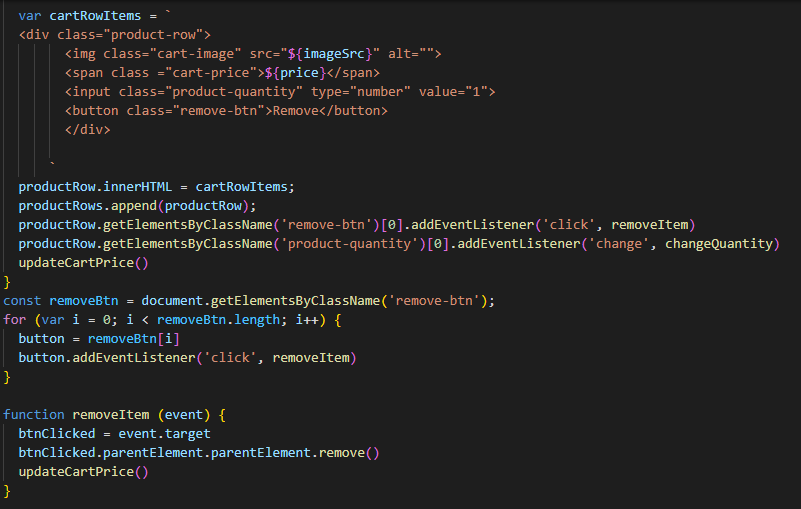 var cartRowItems = `
<div class="product-row">
<img class="cart-image" src="${imageSrc}" alt="">
<span class ="cart-price">${price}</span>
<input class="product-quantity" type="number" value="1">
<button class="remove-btn">Remove</button>
</div>
`
productRow.innerHTML = cartRowItems;
productRows.append(productRow);
productRow.getElementsByClassName('remove-btn')[0].addEventListener('click', removeItem)
productRow.getElementsByClassName('product-quantity')[0].addEventListener('change', changeQuantity)
updateCartPrice()
}
const removeBtn = document.getElementsByClassName('remove-btn');
for (var i = 0; i < removeBtn.length; i++) {
button = removeBtn[i]
button.addEventListener('click', removeItem)
}
function removeItem (event) {
btnClicked = event.target
btnClicked.parentElement.parentElement.remove()
updateCartPrice()
}